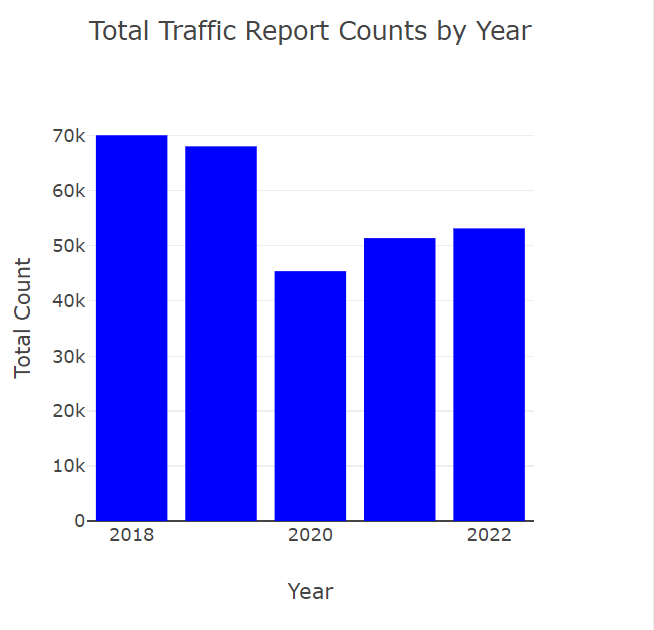 Total Traffic Report Counts by Year
70k
60k
50k
40k
30k
20k
10k
0
Total Count
2018 2020 2022
Year